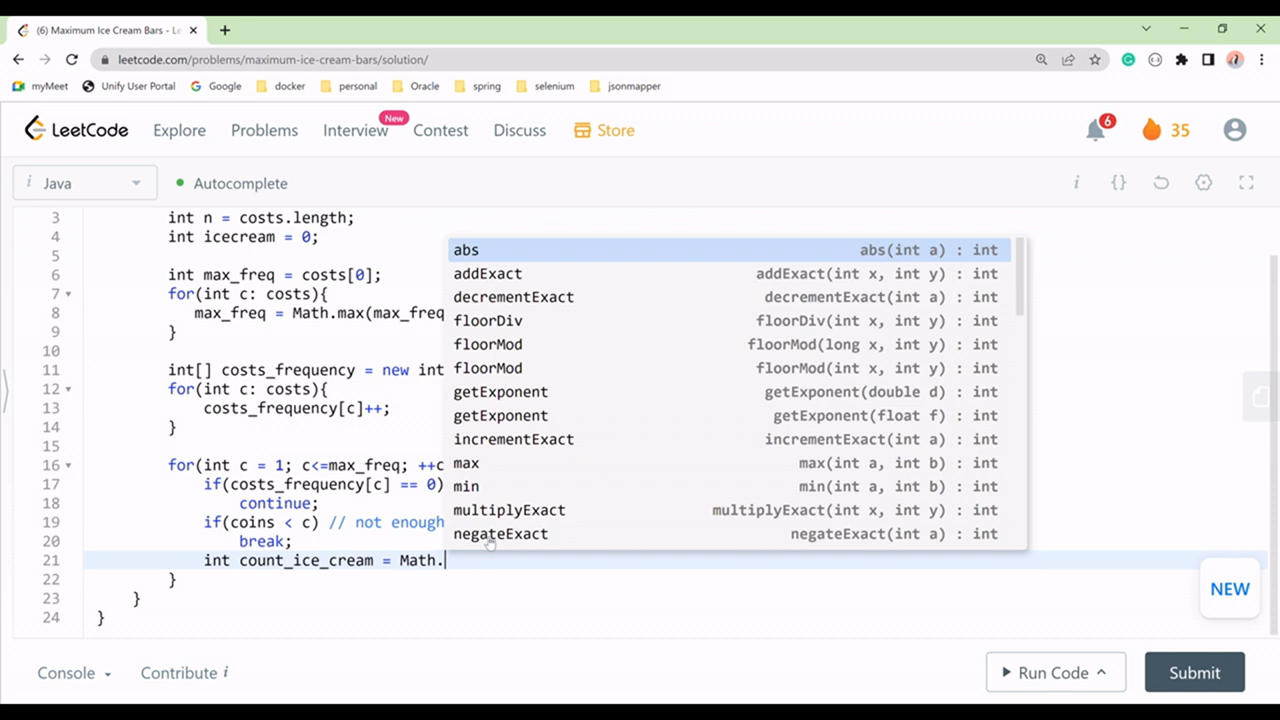 (6) Maximum Ice Cream Bars - Le
leetcode.com/problems/maximum-ice-cream-bars/solution/
myMeet Unify User Portal Google docker personal Oracle spring selenium jsonmapper
LeetCode Explore Problems Interview New Contest Discuss Store 6 35
i Java Autocomplete i {}
3 int n = costs.length;
4 int icecream = 0;
5
6 int max_freq = costs[0];
7 for(int c: costs){
8 max_freq = Math.max(max_freq
9 }
10
11 int[] costs_frequency = new int
12 for(int c: costs){
13 costs_frequency[c]++;
14 }
15
16 for(int c = 1; c<=max_freq; ++c
17 if(costs_frequency[c] == 0)
18 continue;
19 if(coins < c) // not enough
20 break;
21 int count_ice_cream = Math.
22 }
23 }
24 }
abs abs(int a) : int
addExact addExact(int x, int y) : int
decrementExact decrementExact(int a) : int
floorDiv floorDiv(int x, int y) : int
floorMod floorMod(long x, int y) : int
floorMod floorMod(int x, int y) : int
getExponent getExponent(double d) : int
getExponent getExponent(float f) : int
incrementExact incrementExact(int a) : int
max max(int a, int b) : int
min min(int a, int b) : int
multiplyExact multiplyExact(int x, int y) : int
negateExact negateExact(int a) : int
NEW
Console Contribute i Run Code Submit